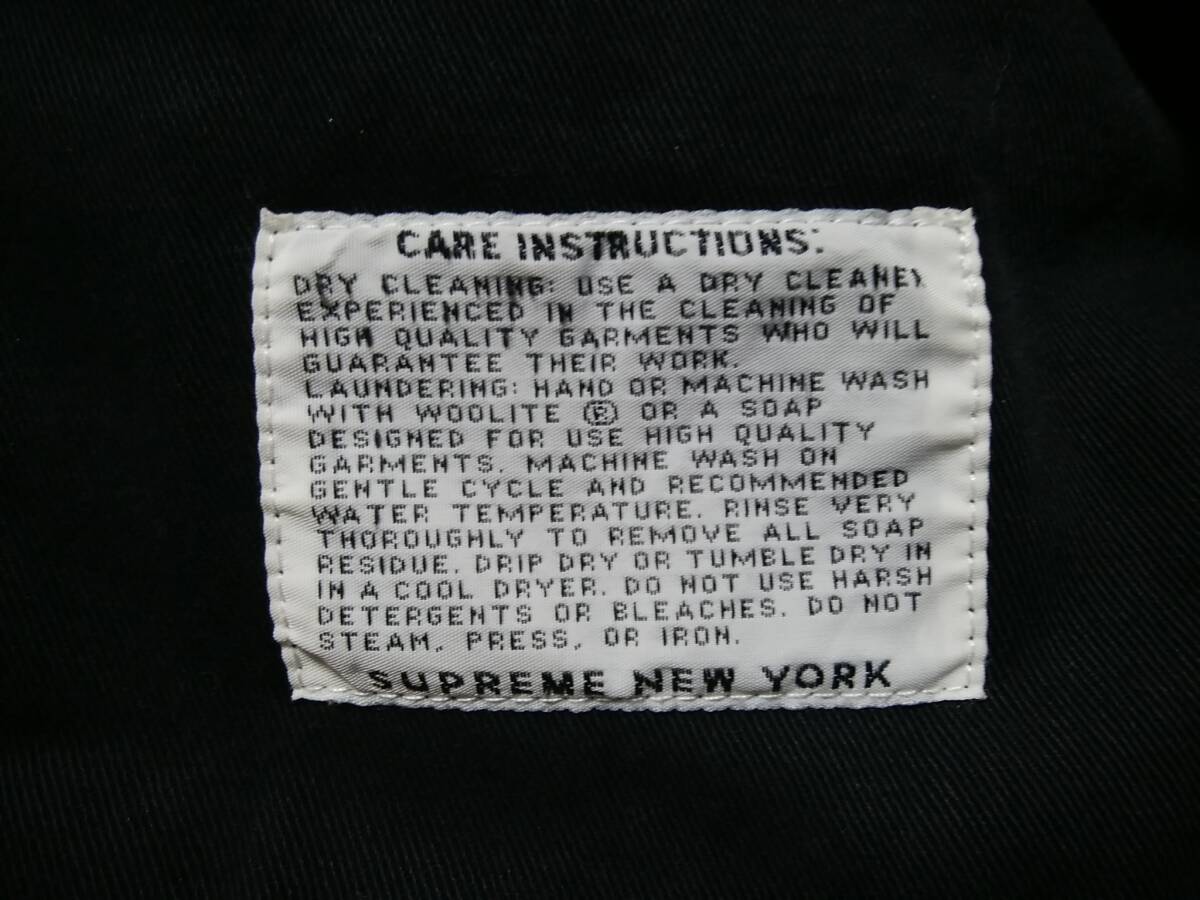 CARE INSTRUCTIONS:
DRY CLEANING: USE A DRY CLEANEY
EXPERIENCED IN THE CLEANING OF
HIGH QUALITY GARMENTS WHO WILL
GUARANTEE THEIR WORK.
LAUNDERING: HAND OR MACHINE WASH
WITH WOOLITE ® OR A SOAP
DESIGNED FOR USE HIGH QUALITY
GARMENTS. MACHINE WASH ON
GENTLE CYCLE AND RECOMMENDED
WATER TEMPERATURE. RINSE VERY
THOROUGHLY TO REMOVE ALL SOAP
RESIDUE. DRIP DRY OR TUMBLE DRY IN
IN A COOL DRYER. DO NOT USE HARSH
DETERGENTS OR BLEACHES. DO NOT
STEAM, PRESS, OR IRON.
SUPREME NEW YORK